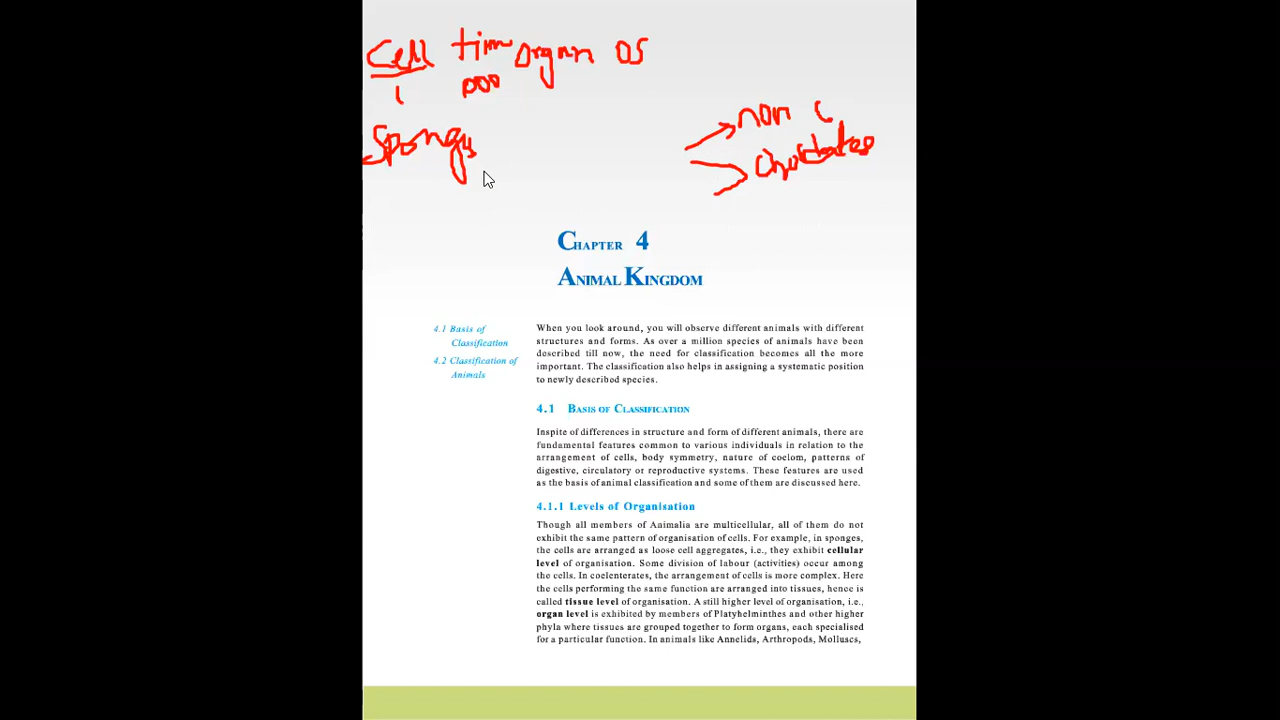 Cell organ OS
non C
Chordates
CHAPTER 4
ANIMAL KINGDOM
4.1 Basis of
Classification
4.2 Classification of
Animals
When you look around, you will observe different animals with different
structures and forms. As over a million species of animals have been
described till now, the need for classification becomes all the more
important. The classification also helps in assigning a systematic position
to newly described species.
4.1 BASIS OF CLASSIFICATION
Inspite of differences in structure and form of different animals, there are
fundamental features common to various individuals in relation to the
arrangement of cells, body symmetry, nature of coelom, patterns of
digestive, circulatory or reproductive systems. These features are used
as the basis of animal classification and some of them are discussed here.
4.1.1 Levels of Organisation
Though all members of Animalia are multicellular, all of them do not
exhibit the same pattern of organisation of cells. For example, in sponges,
the cells are arranged as loose cell aggregates, i.e., they exhibit cellular
level of organisation. Some division of labour (activities) occur among
the cells. In coelenterates, the arrangement of cells is more complex. Here
the cells performing the same function are arranged into tissues, hence is
called tissue level of organisation. A still higher level of organisation, i.e.,
organ level is exhibited by members of Platyhelminthes and other higher
phyla where tissues are grouped together to form organs, each specialised
for a particular function. In animals like Annelids, Arthropods, Molluscs,